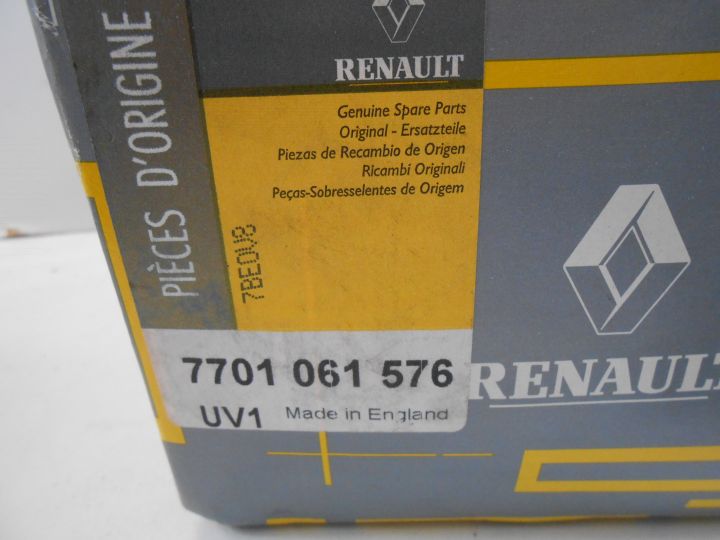 PIÈCES D'ORIGINE
RENAULT
Genuine Spare Parts
Original - Ersatzteile
Piezas de Recambio de Origen
Ricambi Originali
Peças-Sobresselentes de Origem
7BE0V8
7701 061 576
UV1 Made in England
RENAULT